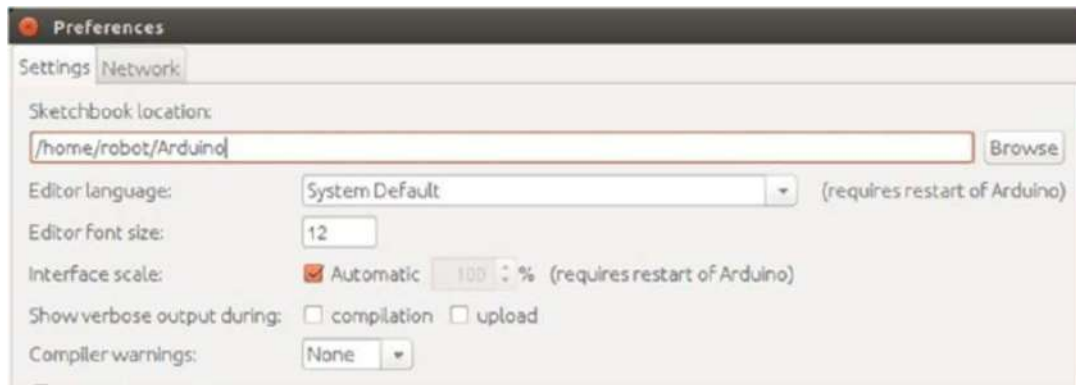 Preferences
Settings Network
Sketchbook location:
/home/robot/Arduino
Browse
Editor language: System Default (requires restart of Arduino)
Editor font size: 12
Interface scale: Automatic 100 % (requires restart of Arduino)
Show verbose output during: compilation upload
Compiler warnings: None